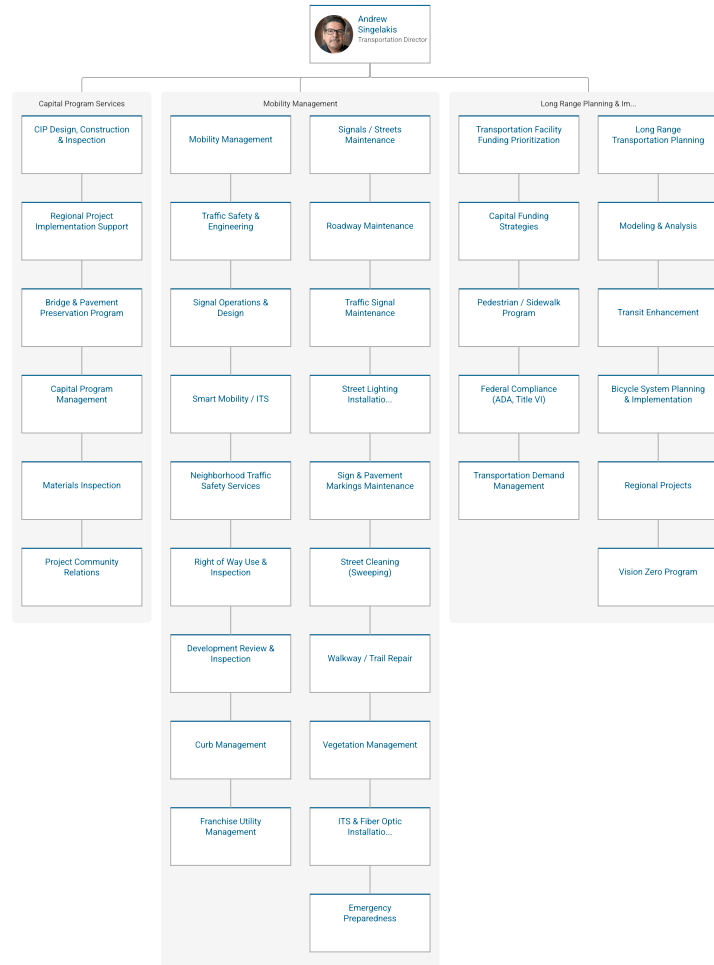 Andrew
Singelakis
Transportation Director
Capital Program Services
CIP Design, Construction
& Inspection
Regional Project
Implementation Support
Bridge & Pavement
Preservation Program
Capital Program
Management
Materials Inspection
Project Community
Relations
Mobility Management
Mobility Management
Traffic Safety &
Engineering
Signal Operations &
Design
Smart Mobility / ITS
Neighborhood Traffic
Safety Services
Right of Way Use &
Inspection
Development Review &
Inspection
Curb Management
Franchise Utility
Management
Signals / Streets
Maintenance
Roadway Maintenance
Traffic Signal
Maintenance
Street Lighting
Installatio...
Sign & Pavement
Markings Maintenance
Street Cleaning
(Sweeping)
Walkway / Trail Repair
Vegetation Management
ITS & Fiber Optic
Installatio...
Emergency
Preparedness
Long Range Planning & Im...
Transportation Facility
Funding Prioritization
Capital Funding
Strategies
Pedestrian / Sidewalk
Program
Federal Compliance
(ADA, Title VI)
Transportation Demand
Management
Long Range
Transportation Planning
Modeling & Analysis
Transit Enhancement
Bicycle System Planning
& Implementation
Regional Projects
Vision Zero Program